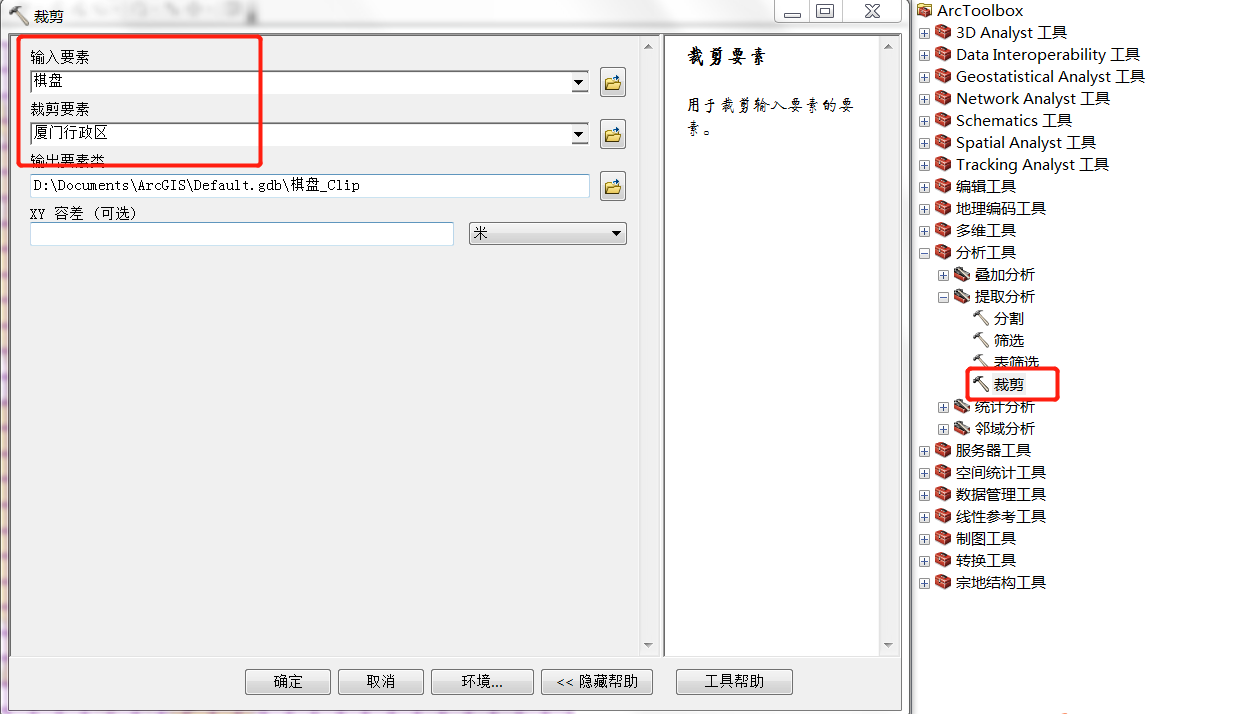 裁剪
输入要素
棋盘
裁剪要素
厦门行政区
输出要素类
D:\Documents\ArcGIS\Default.gdb\棋盘_Clip
XY 容差 (可选)
米
裁剪要素
用于裁剪输入要素的要
素。
确定
取消
环境...
<< 隐藏帮助
工具帮助
ArcToolbox
3D Analyst 工具
Data Interoperability 工具
Geostatistical Analyst 工具
Network Analyst 工具
Schematics 工具
Spatial Analyst 工具
Tracking Analyst 工具
编辑工具
地理编码工具
多维工具
分析工具
叠加分析
提取分析
分割
筛选
表筛选
裁剪
统计分析
邻域分析
服务器工具
空间统计工具
数据管理工具
线性参考工具
制图工具
转换工具
宗地结构工具